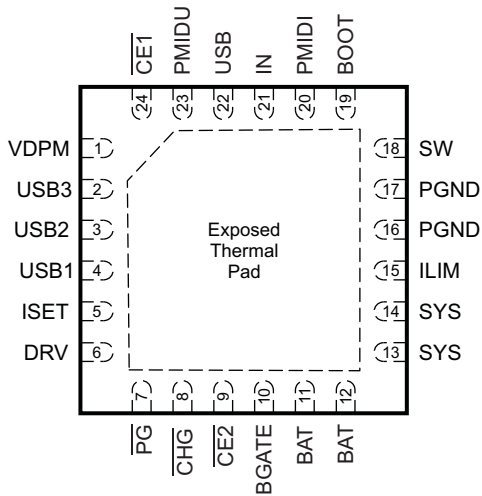 CE1
PMIDU
USB
IN
PMIDI
BOOT
24
23
22
21
20
19
VDPM 1
USB3 2
USB2 3
USB1 4
ISET 5
DRV 6
Exposed
Thermal
Pad
18 SW
17 PGND
16 PGND
15 ILIM
14 SYS
13 SYS
7
8
9
10
11
12
PG
CHG
CE2
BGATE
BAT
BAT